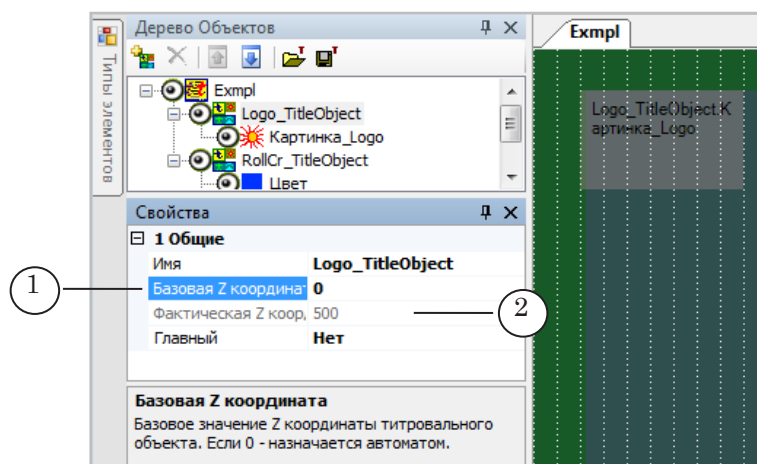 Дерево Объектов
Exmpl
Типы элементов
Exmpl
Logo_TitleObject
Картинка_Logo
RollCr_TitleObject
Цвет
Logo_TitleObject.К
артинка_Logo
Свойства
1 Общие
Имя Logo_TitleObject
1
Базовая Z координат 0
Фактическая Z коор, 500
2
Главный Нет
Базовая Z координата
Базовое значение Z координаты титровального
объекта. Если 0 - назначается автоматом.